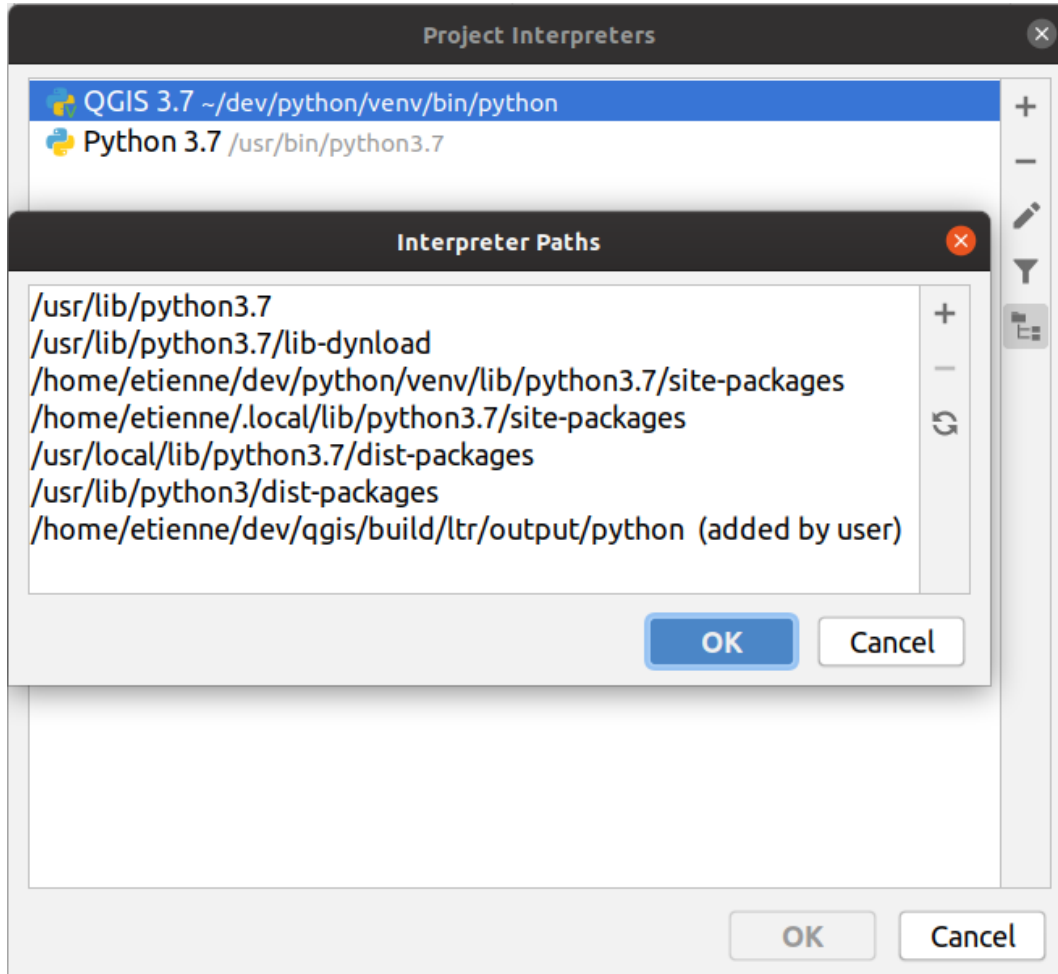 Project Interpreters
QGIS 3.7 ~/dev/python/venv/bin/python
Python 3.7 /usr/bin/python3.7
Interpreter Paths
/usr/lib/python3.7
/usr/lib/python3.7/lib-dynload
/home/etienne/dev/python/venv/lib/python3.7/site-packages
/home/etienne/.local/lib/python3.7/site-packages
/usr/local/lib/python3.7/dist-packages
/usr/lib/python3/dist-packages
/home/etienne/dev/qgis/build/ltr/output/python (added by user)
OK Cancel
OK Cancel